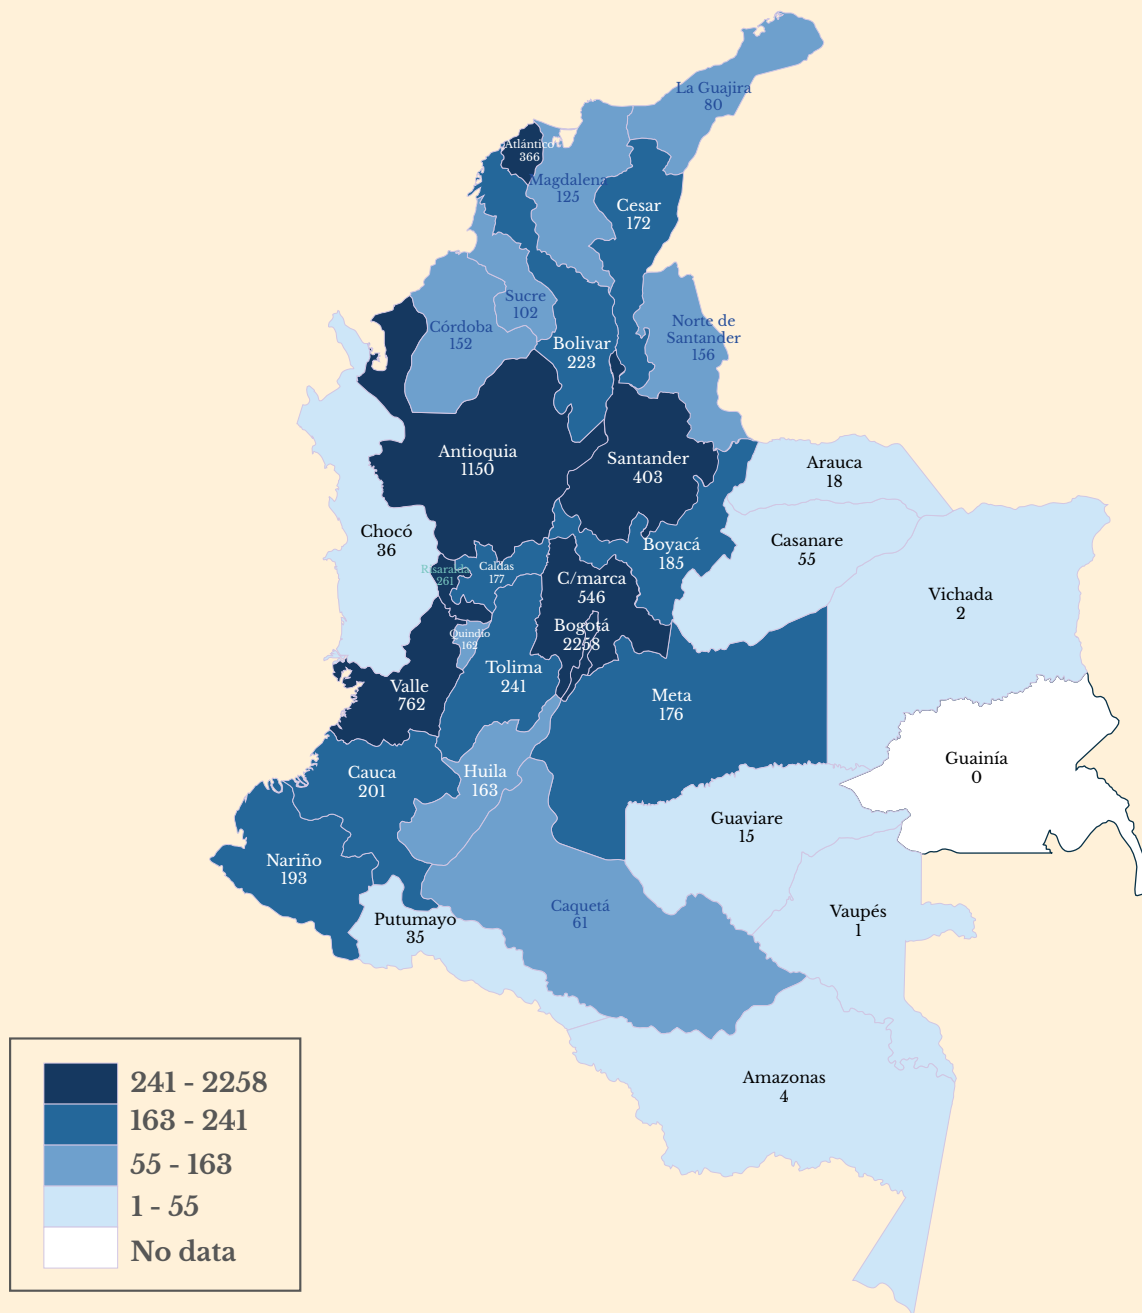 La Guajira
80
Atlántico
366
Magdalena
125
Cesar
172
Sucre
102
Córdoba
152
Norte de
Santander
156
Bolivar
223
Antioquia
1150
Santander
403
Arauca
18
Chocó
36
Casanare
55
Boyacá
185
Risaralda
261
Caldas
177
C/marca
546
Vichada
2
Bogotá
2258
Quindío
162
Tolima
241
Valle
762
Meta
176
Guainía
0
Cauca
201
Huila
163
Guaviare
15
Nariño
193
Caquetá
61
Vaupés
1
Putumayo
35
Amazonas
4
241 - 2258
163 - 241
55 - 163
1 - 55
No data